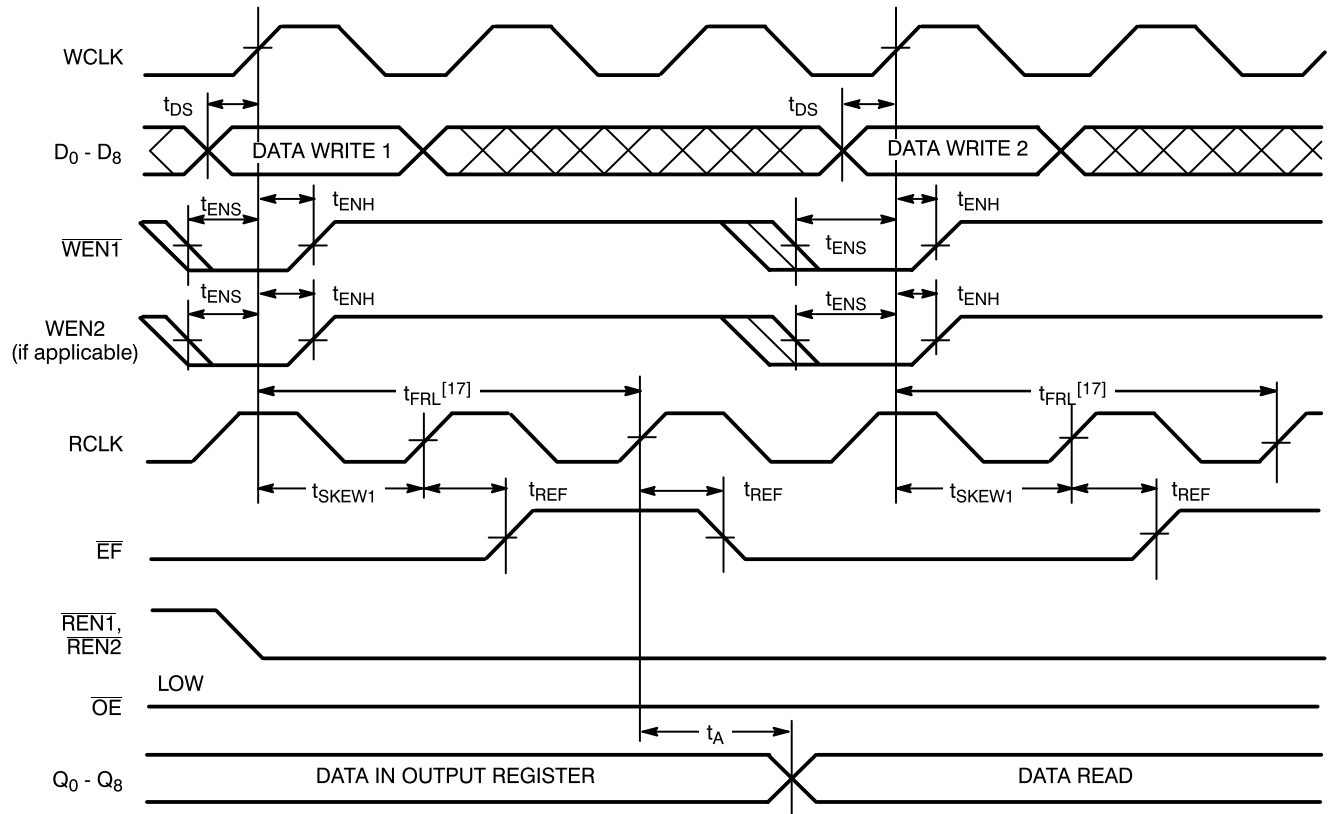 WCLK
tDS tDS
D0 - D8 DATA WRITE 1 DATA WRITE 2
tENS tENH tENS tENH
WEN1
tENS tENH tENS tENH
WEN2
(if applicable)
tFRL[17] tFRL[17]
RCLK
tSKEW1 tREF tREF tSKEW1 tREF
EF
REN1,
REN2
LOW
OE
tA
Q0 - Q8 DATA IN OUTPUT REGISTER DATA READ